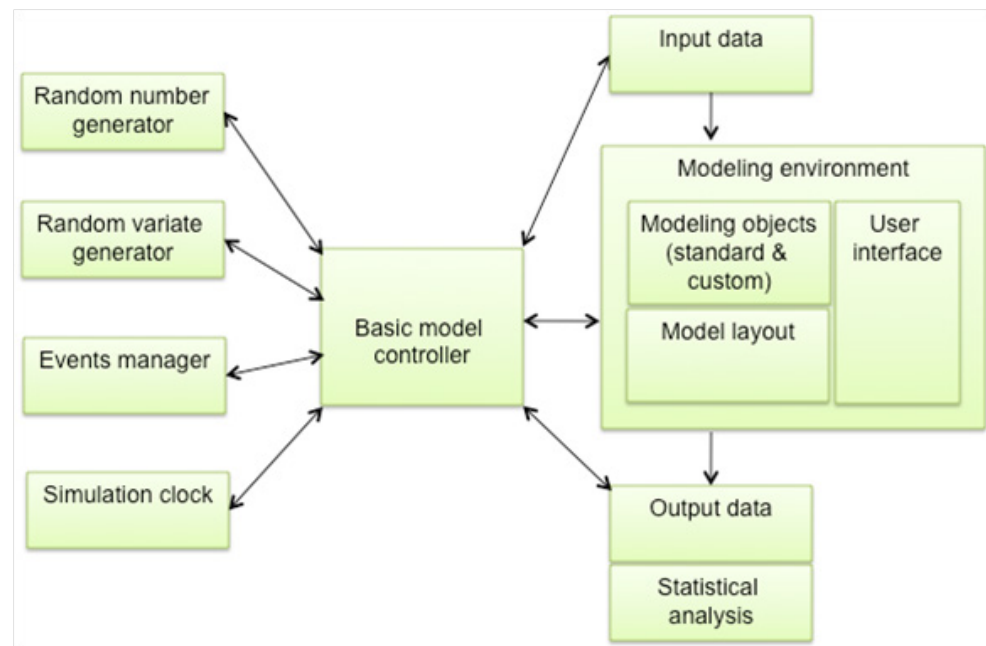 Random number
generator
Random variate
generator
Events manager
Simulation clock
Basic model
controller
Input data
Modeling environment
Modeling objects
(standard &
custom)
User
interface
Model layout
Output data
Statistical
analysis